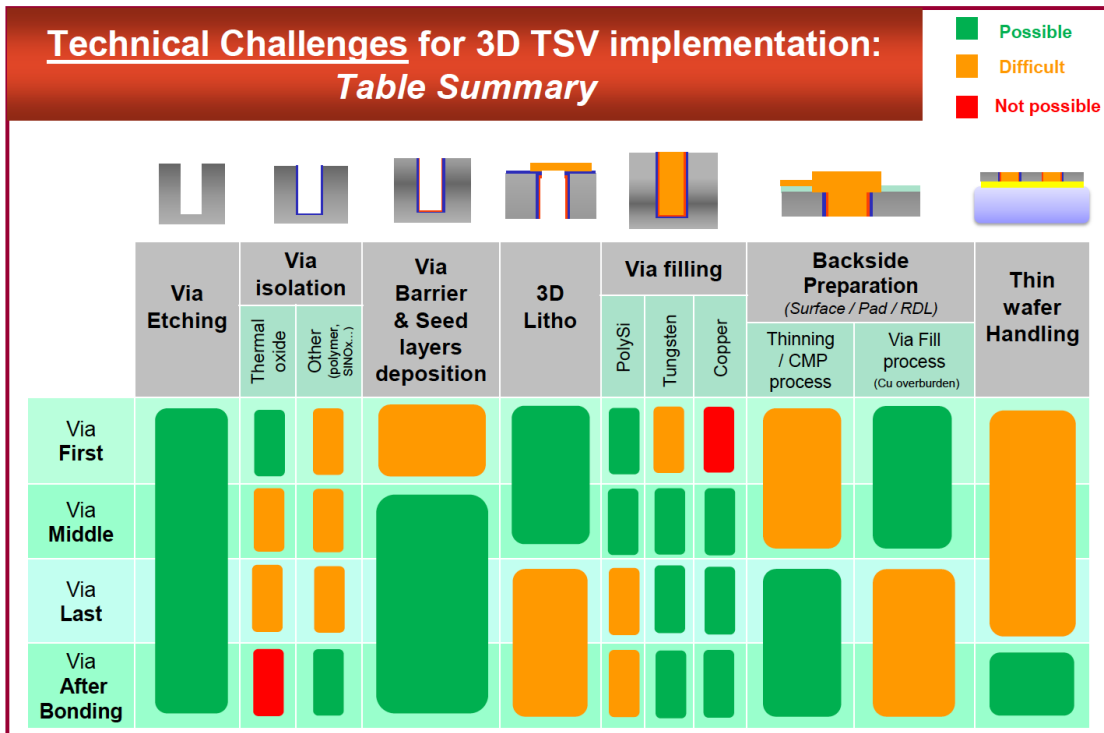 Technical Challenges for 3D TSV implementation:
Table Summary
Possible
Difficult
Not possible
Via
Etching
Via
isolation
Thermal
oxide
Other
(polymer,
SINOx...)
Via
Barrier
& Seed
layers
deposition
3D
Litho
Via filling
PolySi
Tungsten
Copper
Backside
Preparation
(Surface / Pad / RDL)
Thinning
/ CMP
process
Via Fill
process
(Cu overburden)
Thin
wafer
Handling
Via
First
Via
Middle
Via
Last
Via
After
Bonding